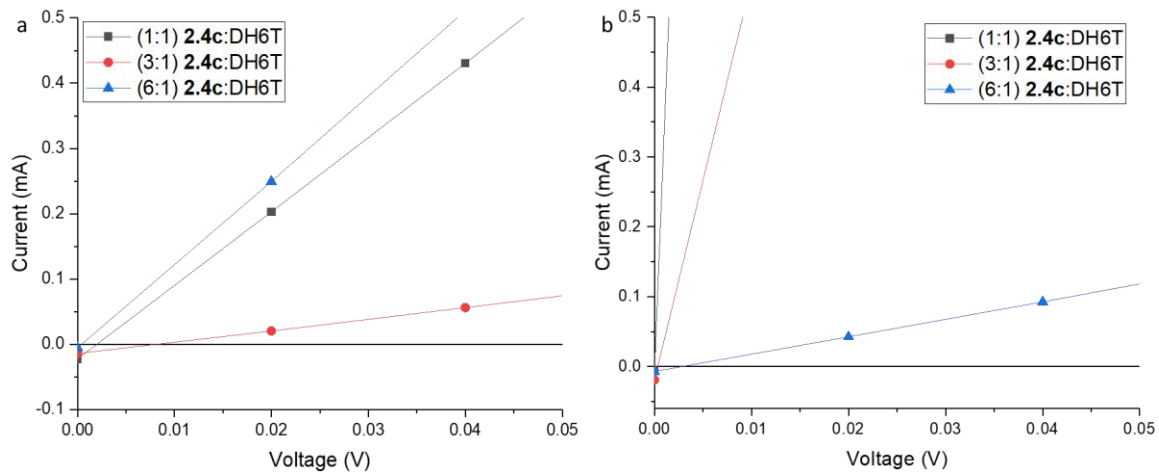 a
(1:1) 2.4c:DH6T
(3:1) 2.4c:DH6T
(6:1) 2.4c:DH6T
0.5
0.4
0.3
0.2
0.1
0.0
-0.1
Current (mA)
0.00 0.01 0.02 0.03 0.04 0.05
Voltage (V)
b
(1:1) 2.4c:DH6T
(3:1) 2.4c:DH6T
(6:1) 2.4c:DH6T
0.5
0.4
0.3
0.2
0.1
0.0
Current (mA)
0.00 0.01 0.02 0.03 0.04 0.05
Voltage (V)